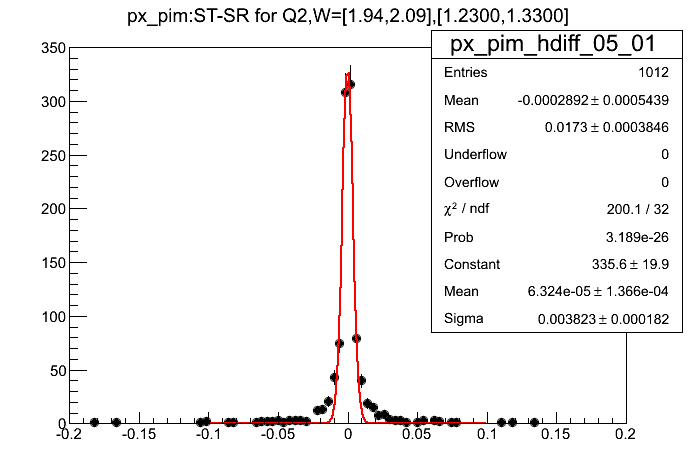 px_pim:ST-SR for Q2,W=[1.94,2.09],[1.2300,1.3300]
px_pim_hdiff_05_01
Entries 1012
Mean -0.0002892 ± 0.0005439
RMS 0.0173 ± 0.0003846
Underflow 0
Overflow 0
χ² / ndf 200.1 / 32
Prob 3.189e-26
Constant 335.6 ± 19.9
Mean 6.324e-05 ± 1.366e-04
Sigma 0.003823 ± 0.000182
350
300
250
200
150
100
50
0
-0.2 -0.15 -0.1 -0.05 0 0.05 0.1 0.15 0.2